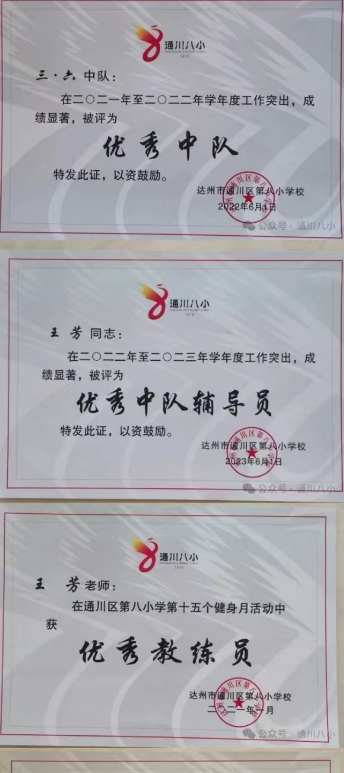 通川八小
三·六 中队：
在二〇二一年至二〇二二年学年度工作突出，成
绩显著，被评为
优秀中队
特发此证，以资鼓励。
达州市通川区第八小学校
2022年6月1日
公众号·通川八小
通川八小
王芳同志：
在二〇二二年至二〇二三年学年度工作突出，成
绩显著，被评为
优秀中队辅导员
特发此证，以资鼓励。
达州市通川区第八小学校
2023年6月1日
公众号·通川八小
通川八小
王芳老师：
在通川区第八小学第十五个健身月活动中
获
优秀教练员
达州市通川区第八小学校
公众号·通川八小